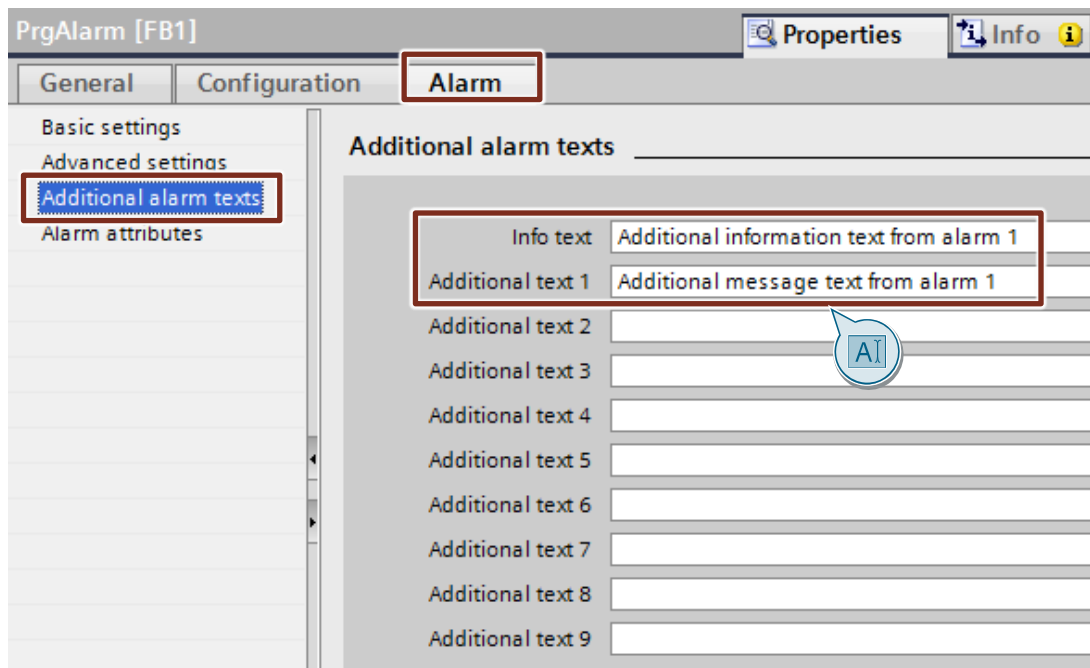 PrgAlarm [FB1]
Properties
Info
General
Configuration
Alarm
Basic settings
Advanced settings
Additional alarm texts
Alarm attributes
Additional alarm texts
Info text Additional information text from alarm 1
Additional text 1 Additional message text from alarm 1
Additional text 2
A
Additional text 3
Additional text 4
Additional text 5
Additional text 6
Additional text 7
Additional text 8
Additional text 9